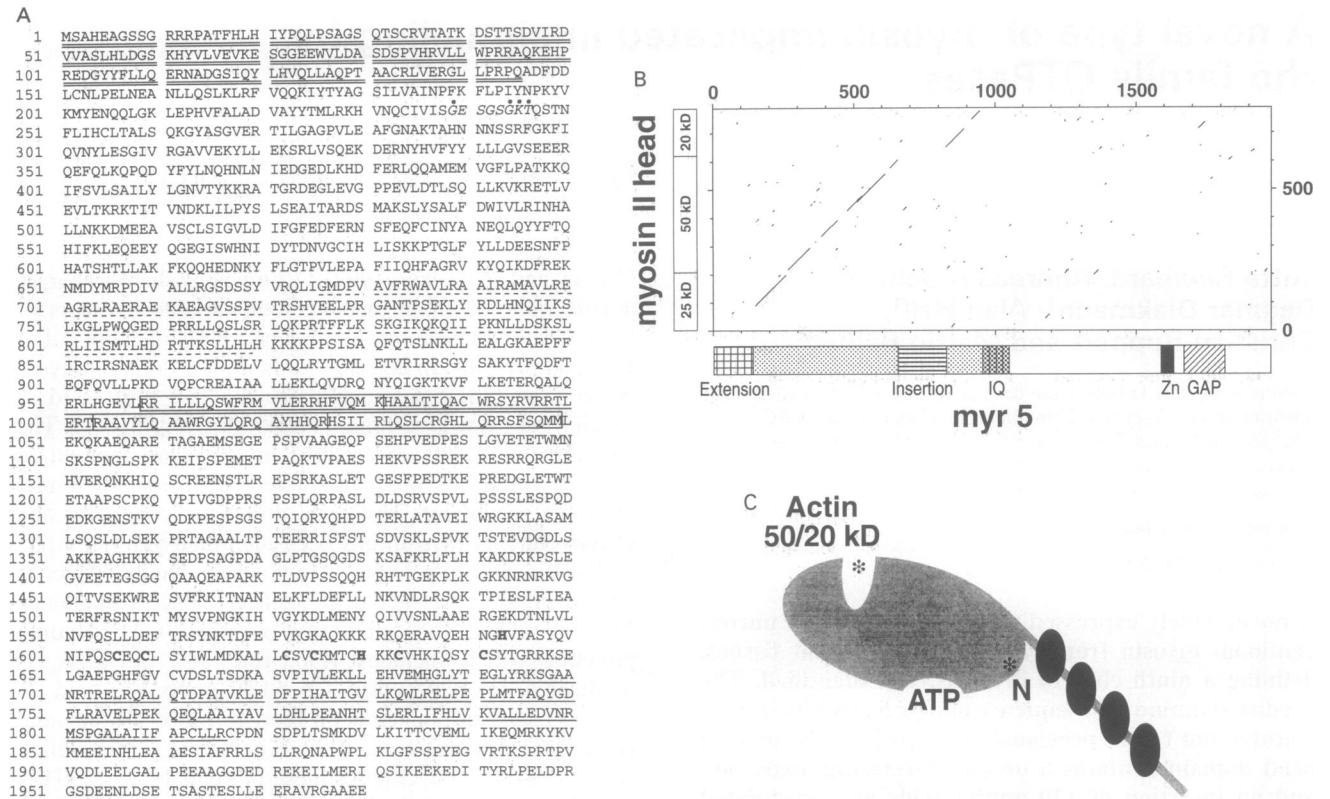 A
1 MSAHEAGSSG RRRPATFHLH IYPQLPSAGS QTSCRVTATK DSTTSDVIRD
51 VVASLHLDGS KHYVLVEVKE SGGEEWVLDA SDSPVHRVLL WPRRAQKEHP
101 REDGYYFLLQ ERNADGSIQY LHVQLLAQPT AACRLVERGL LPRPQADFDD
151 LCNLPELNEA NLLQSLKLRF VQQKIYTYAG SILVAINPFK FLPIYNPKYV
201 KMYENQQLGK LEPHVFALAD VAYYTMLRKH VNQCIVISGE SGSGKTQSTN
251 FLIHCLTALS QKGYASGVER TILGAGPVLE AFGNAKTAHN NNSSRFGKFI
301 QVNYLESGIV RGAVVEKYLL EKSRLVSQEK DERNYHVFYY LLLGVSEEER
351 QEFQLKQPQD YFYLNQHNLN IEDGEDLKHD FERLQQAMEM VGFLPATKKQ
401 IFSVLSAILY LGNVTYKKRA TGRDEGLEVG PPEVLDTLSQ LLKVKRETLV
451 EVLTKRKTIT VNDKLILPYS LSEAITARDS MAKSLYSALF DWIVLRINHA
501 LLNKKDMEEA VSCLSIGVLD IFGFEDFERN SFEQFCINYA NEQLQYYFTQ
551 HIFKLEQEEY QGEGISWHNI DYTDNVGCIH LISKKPTGLF YLLDEESNFP
601 HATSHTLLAK FKQQHEDNKY FLGTPVLEPA FIIQHFAGRV KYQIKDFREK
651 NMDYMRPDIV ALLRGSDSSY VRQLIGMDPV AVFRWAVLRA AIRAMAVLRE
701 AGRLRAERAE KAEAGVSSPV TRSHVEELPR GANTPSEKLY RDLHNQIIKS
751 LKGLPWQGED PRRLLQSLSR LQKPRTFFLK SKGIKQKQII PKNLLDSKSL
801 RLIISMTLHD RTTKSLLHLH KKKKPPSISA QFQTSLNKLL EALGKAEPFF
851 IRCIRSNAEK KELCFDDELV LQQLRYTGML ETVRIRRSGY SAKYTFQDFT
901 EQFQVLLPKD VQPCREAIAA LLEKLQVDRQ NYQIGKTKVF LKETERQALQ
951 ERLHGEVLRR ILLLQSWFRM VLERRHFVQM KHAALTIQAC WRSYRVRRTL
1001 ERTRAAVYLQ AAWRGYLQRQ AYHHQRHSII RLQSLCRGHL QRRSFSQMML
1051 EKQKAEQARE TAGAEMSEGE PSPVAAGEQP SEHPVEDPES LGVETETWMN
1101 SKSPNGLSPK KEIPSPEMET PAQKTVPAES HEKVPSSREK RESRRQRGLE
1151 HVERQNKHIQ SCREENSTLR EPSRKASLET GESFPEDTKE PREDGLETWT
1201 ETAAPSCPKQ VPIVGDPPRS PSPLQRPASL DLDSRVSPVL PSSSLESPQD
1251 EDKGENSTKV QDKPESPSGS TQIQRYQHPD TERLATAVEI WRGKKLASAM
1301 LSQSLDLSEK PRTAGAALTP TEERRISFST SDVSKLSPVK TSTEVDGDLS
1351 AKKPAGHKKK SEDPSAGPDA GLPTGSQGDS KSAFKRLFLH KAKDKKPSLE
1401 GVEETEGSGG QAAQEAPARK TLDVPSSQQH RHTTGEKPLK GKKNRNRKVG
1451 QITVSEKWRE SVFRKITNAN ELKFLDEFLL NKVNDLRSQK TPIESLFIEA
1501 TERFRSNIKT MYSVPNGKIH VGYKDLMENY QIVVSNLAAE RGEKDTNLVL
1551 NVFQSLLDEF TRSYNKTDFE PVKGKAQKKK RKQERAVQEH NGHVFASYQV
1601 NIPQSCEQCL SYIWLMDKAL LCSVCKMTCH KKCVHKIQSY CSYTGRRKSE
1651 LGAEPGHFGV CVDSLTSDKA SVPIVLEKLL EHVEMHGLYT EGLYRKSGAA
1701 NRTRELRQAL QTDPATVKLE DFPIHAITGV LKQWLRELPE PLMTFAQYGD
1751 FLRAVELPEK QEQLAAIYAV LDHLPEANHT SLERLIFHLV KVALLEDVNR
1801 MSPGALAIIF APCLLRCPDN SDPLTSMKDV LKITTCVEML IKEQMRKYKV
1851 KMEEINHLEA AESIAFRRLS LLRQNAPWPL KLGFSSPYEG VRTKSPRTPV
1901 VQDLEELGAL PEEAAGGDED REKEILMERI QSIKEEKEDI TYRLPELDPR
1951 GSDEENLDSE TSASTESLLE ERAVRGAAEE
B
0 500 1000 1500
myosin II head
20 kD
50 kD
25 kD
500
0
Extension Insertion IQ Zn GAP
myr 5
C
Actin
50/20 kD
*
*
ATP
N